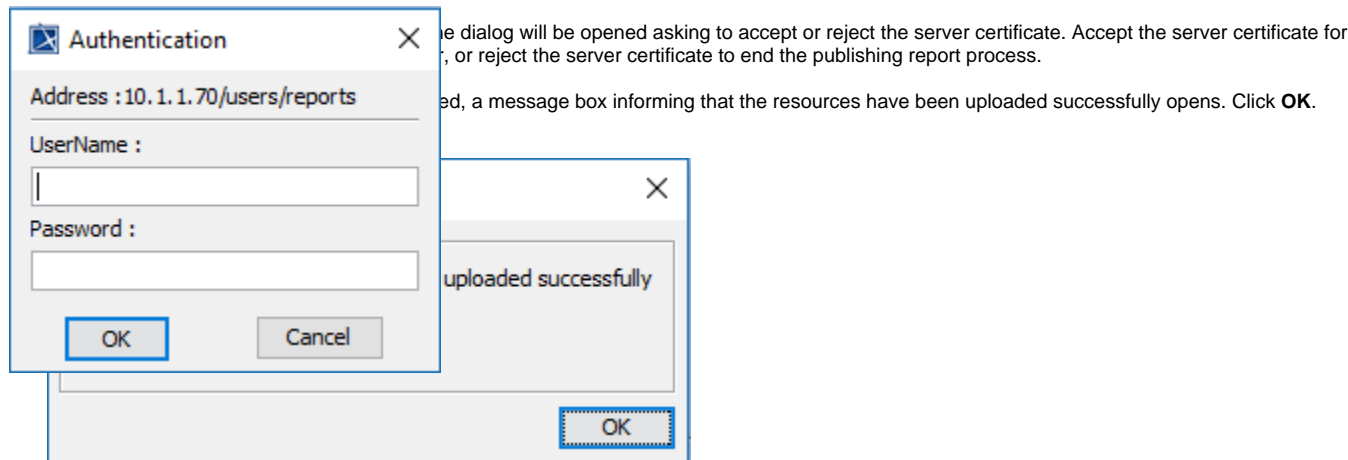 Authentication
e dialog will be opened asking to accept or reject the server certificate. Accept the server certificate for
, or reject the server certificate to end the publishing report process.
Address :10.1.1.70/users/reports
ed, a message box informing that the resources have been uploaded successfully opens. Click OK.
UserName :
Password :
uploaded successfully
OK Cancel
OK